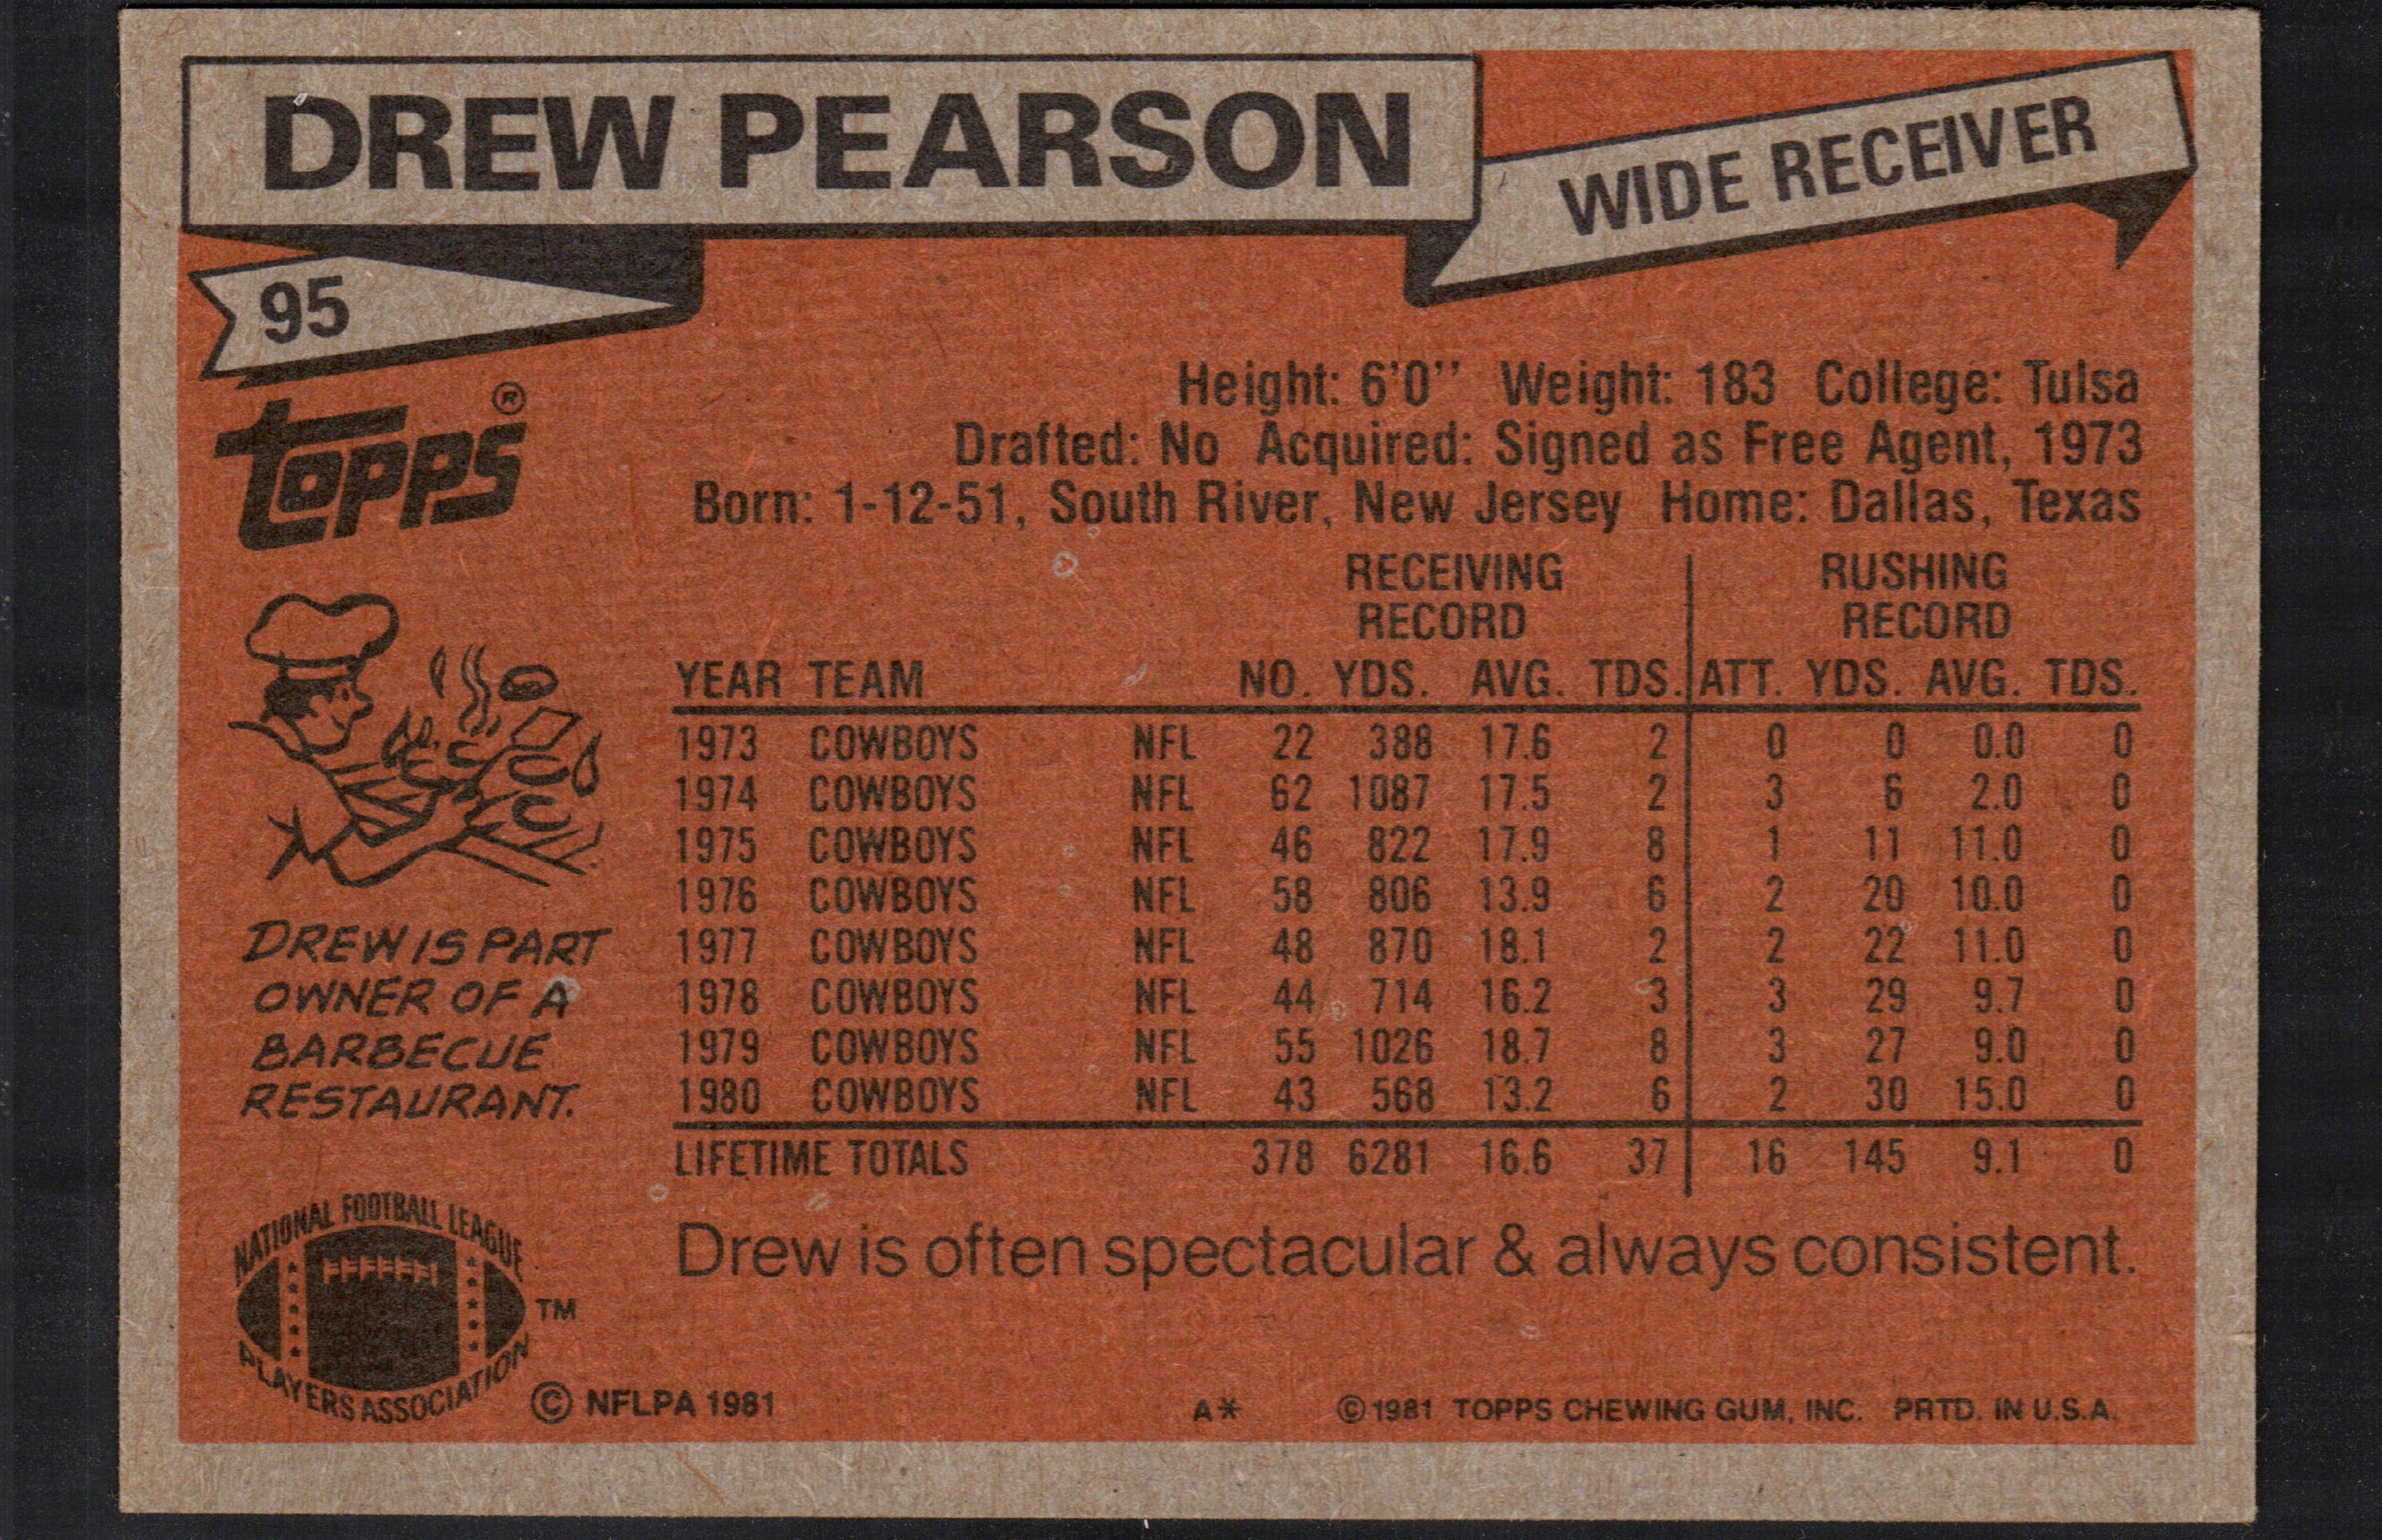 DREW PEARSON
WIDE RECEIVER
95
TOPPS®
Height: 6'0'' Weight: 183 College: Tulsa
Drafted: No Acquired: Signed as Free Agent, 1973
Born: 1-12-51, South River, New Jersey Home: Dallas, Texas
RECEIVING RECORD RUSHING RECORD
YEAR TEAM NO. YDS. AVG. TDS. ATT. YDS. AVG. TDS.
1973 COWBOYS NFL 22 388 17.6 2 0 0 0.0 0
1974 COWBOYS NFL 62 1087 17.5 2 3 6 2.0 0
1975 COWBOYS NFL 46 822 17.9 8 1 11 11.0 0
1976 COWBOYS NFL 58 806 13.9 6 2 20 10.0 0
1977 COWBOYS NFL 48 870 18.1 2 2 22 11.0 0
1978 COWBOYS NFL 44 714 16.2 3 3 29 9.7 0
1979 COWBOYS NFL 55 1026 18.7 8 3 27 9.0 0
1980 COWBOYS NFL 43 568 13.2 6 2 30 15.0 0
LIFETIME TOTALS 378 6281 16.6 37 16 145 9.1 0
DREW IS PART
OWNER OF A
BARBECUE
RESTAURANT.
Drew is often spectacular & always consistent.
NATIONAL FOOTBALL LEAGUE
PLAYERS ASSOCIATION
TM
© NFLPA 1981
A*
© 1981 TOPPS CHEWING GUM, INC. PRTD. IN U.S.A.